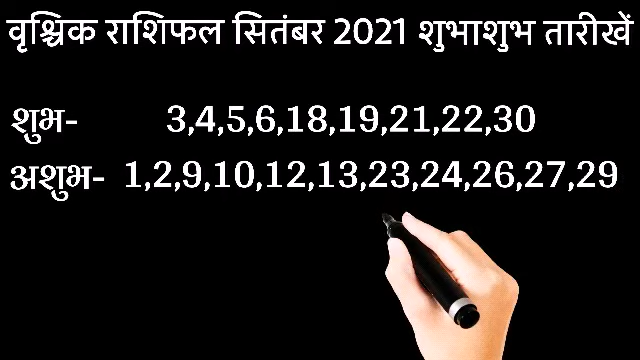 वृश्चिक राशिफल सितंबर 2021 शुभाशुभ तारीखें
शुभ- 3,4,5,6,18,19,21,22,30
अशुभ- 1,2,9,10,12,13,23,24,26,27,29